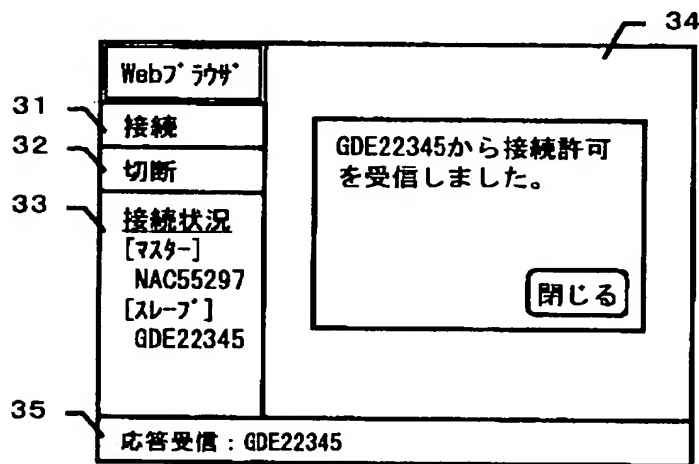 34
Webブラウザ
31
接続
32
切断
33
接続状況
[マスター]
NAC55297
[スレーブ]
GDE22345
GDE22345から接続許可
を受信しました。
閉じる
35
応答受信：GDE22345